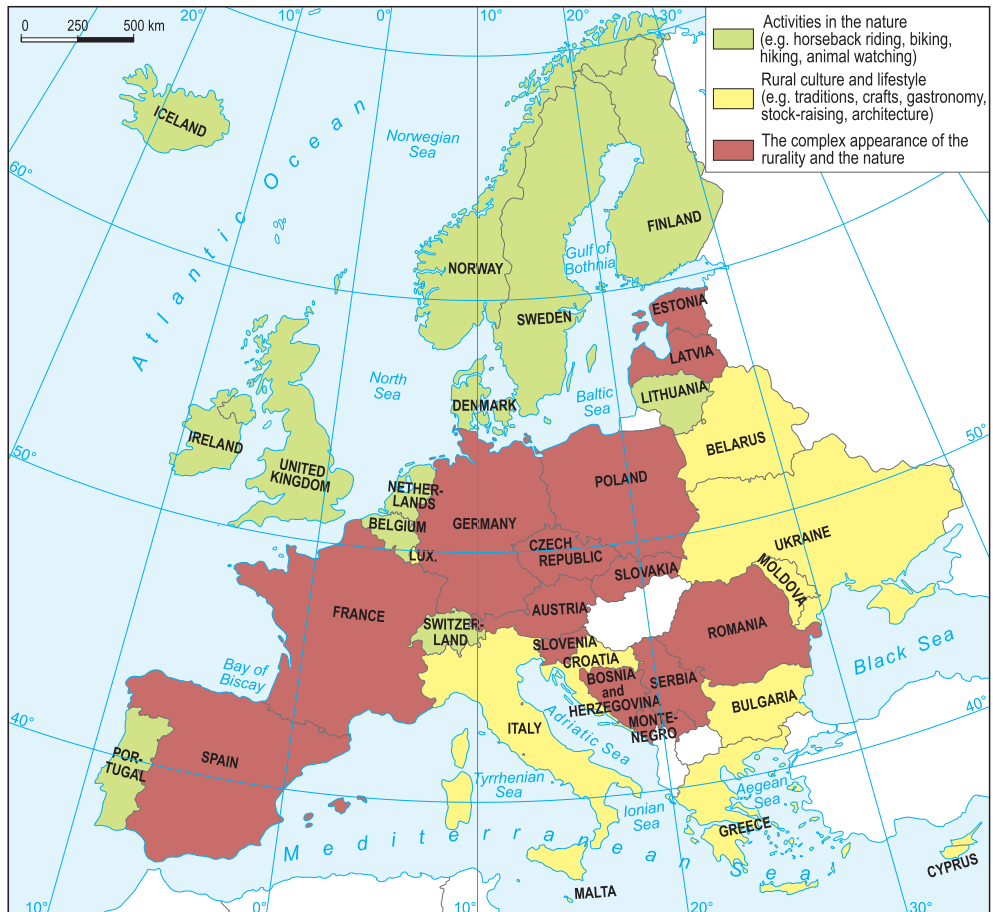 0 250 500 km
20°
10°
0°
10°
20°
30°
Activities in the nature
(e.g. horseback riding, biking,
hiking, animal watching)
Rural culture and lifestyle
(e.g. traditions, crafts, gastronomy,
stock-raising, architecture)
The complex appearance of the
rurality and the nature
ICELAND
Norwegian
Sea
Atlantic Ocean
60°
FINLAND
Gulf of
Bothnia
NORWAY
SWEDEN
ESTONIA
LATVIA
LITHUANIA
North
Sea
Baltic
Sea
DENMARK
IRELAND
UNITED
KINGDOM
BELARUS
50°
50°
NETHER-
LANDS
BELGIUM
LUX.
GERMANY
POLAND
CZECH
REPUBLIC
SLOVAKIA
UKRAINE
MOLDOVA
FRANCE
SWITZER-
LAND
AUSTRIA
SLOVENIA
CROATIA
BOSNIA
and
HERZEGOVINA
SERBIA
MONTE-
NEGRO
ROMANIA
BULGARIA
Black Sea
Bay of
Biscay
40°
40°
ITALY
Adriatic Sea
POR-
TUGAL
SPAIN
Tyrrhenian
Sea
Ionian
Sea
Aegean
Sea
GREECE
Mediterranean Sea
CYPRUS
MALTA
10°
0°
10°
20°
30°